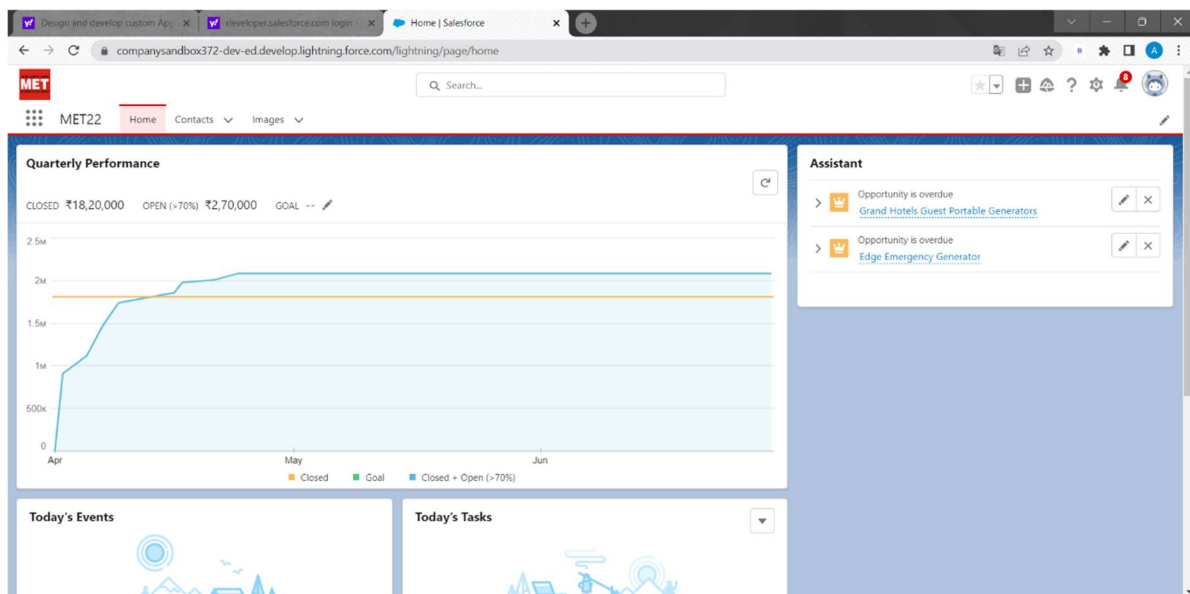 Design and develop custom Ap
developer.salesforce.com login -
Home | Salesforce
companysandbox372-dev-ed.develop.lightning.force.com/lightning/page/home
A
MET
Search...
8
MET22
Home
Contacts
Images
Quarterly Performance
CLOSED ₹18,20,000 OPEN (>70%) ₹2,70,000 GOAL --
2.5M
2M
1.5M
1M
500K
0
Apr May Jun
Closed Goal Closed + Open (>70%)
Assistant
Opportunity is overdue
Grand Hotels Guest Portable Generators
Opportunity is overdue
Edge Emergency Generator
Today's Events
Today's Tasks